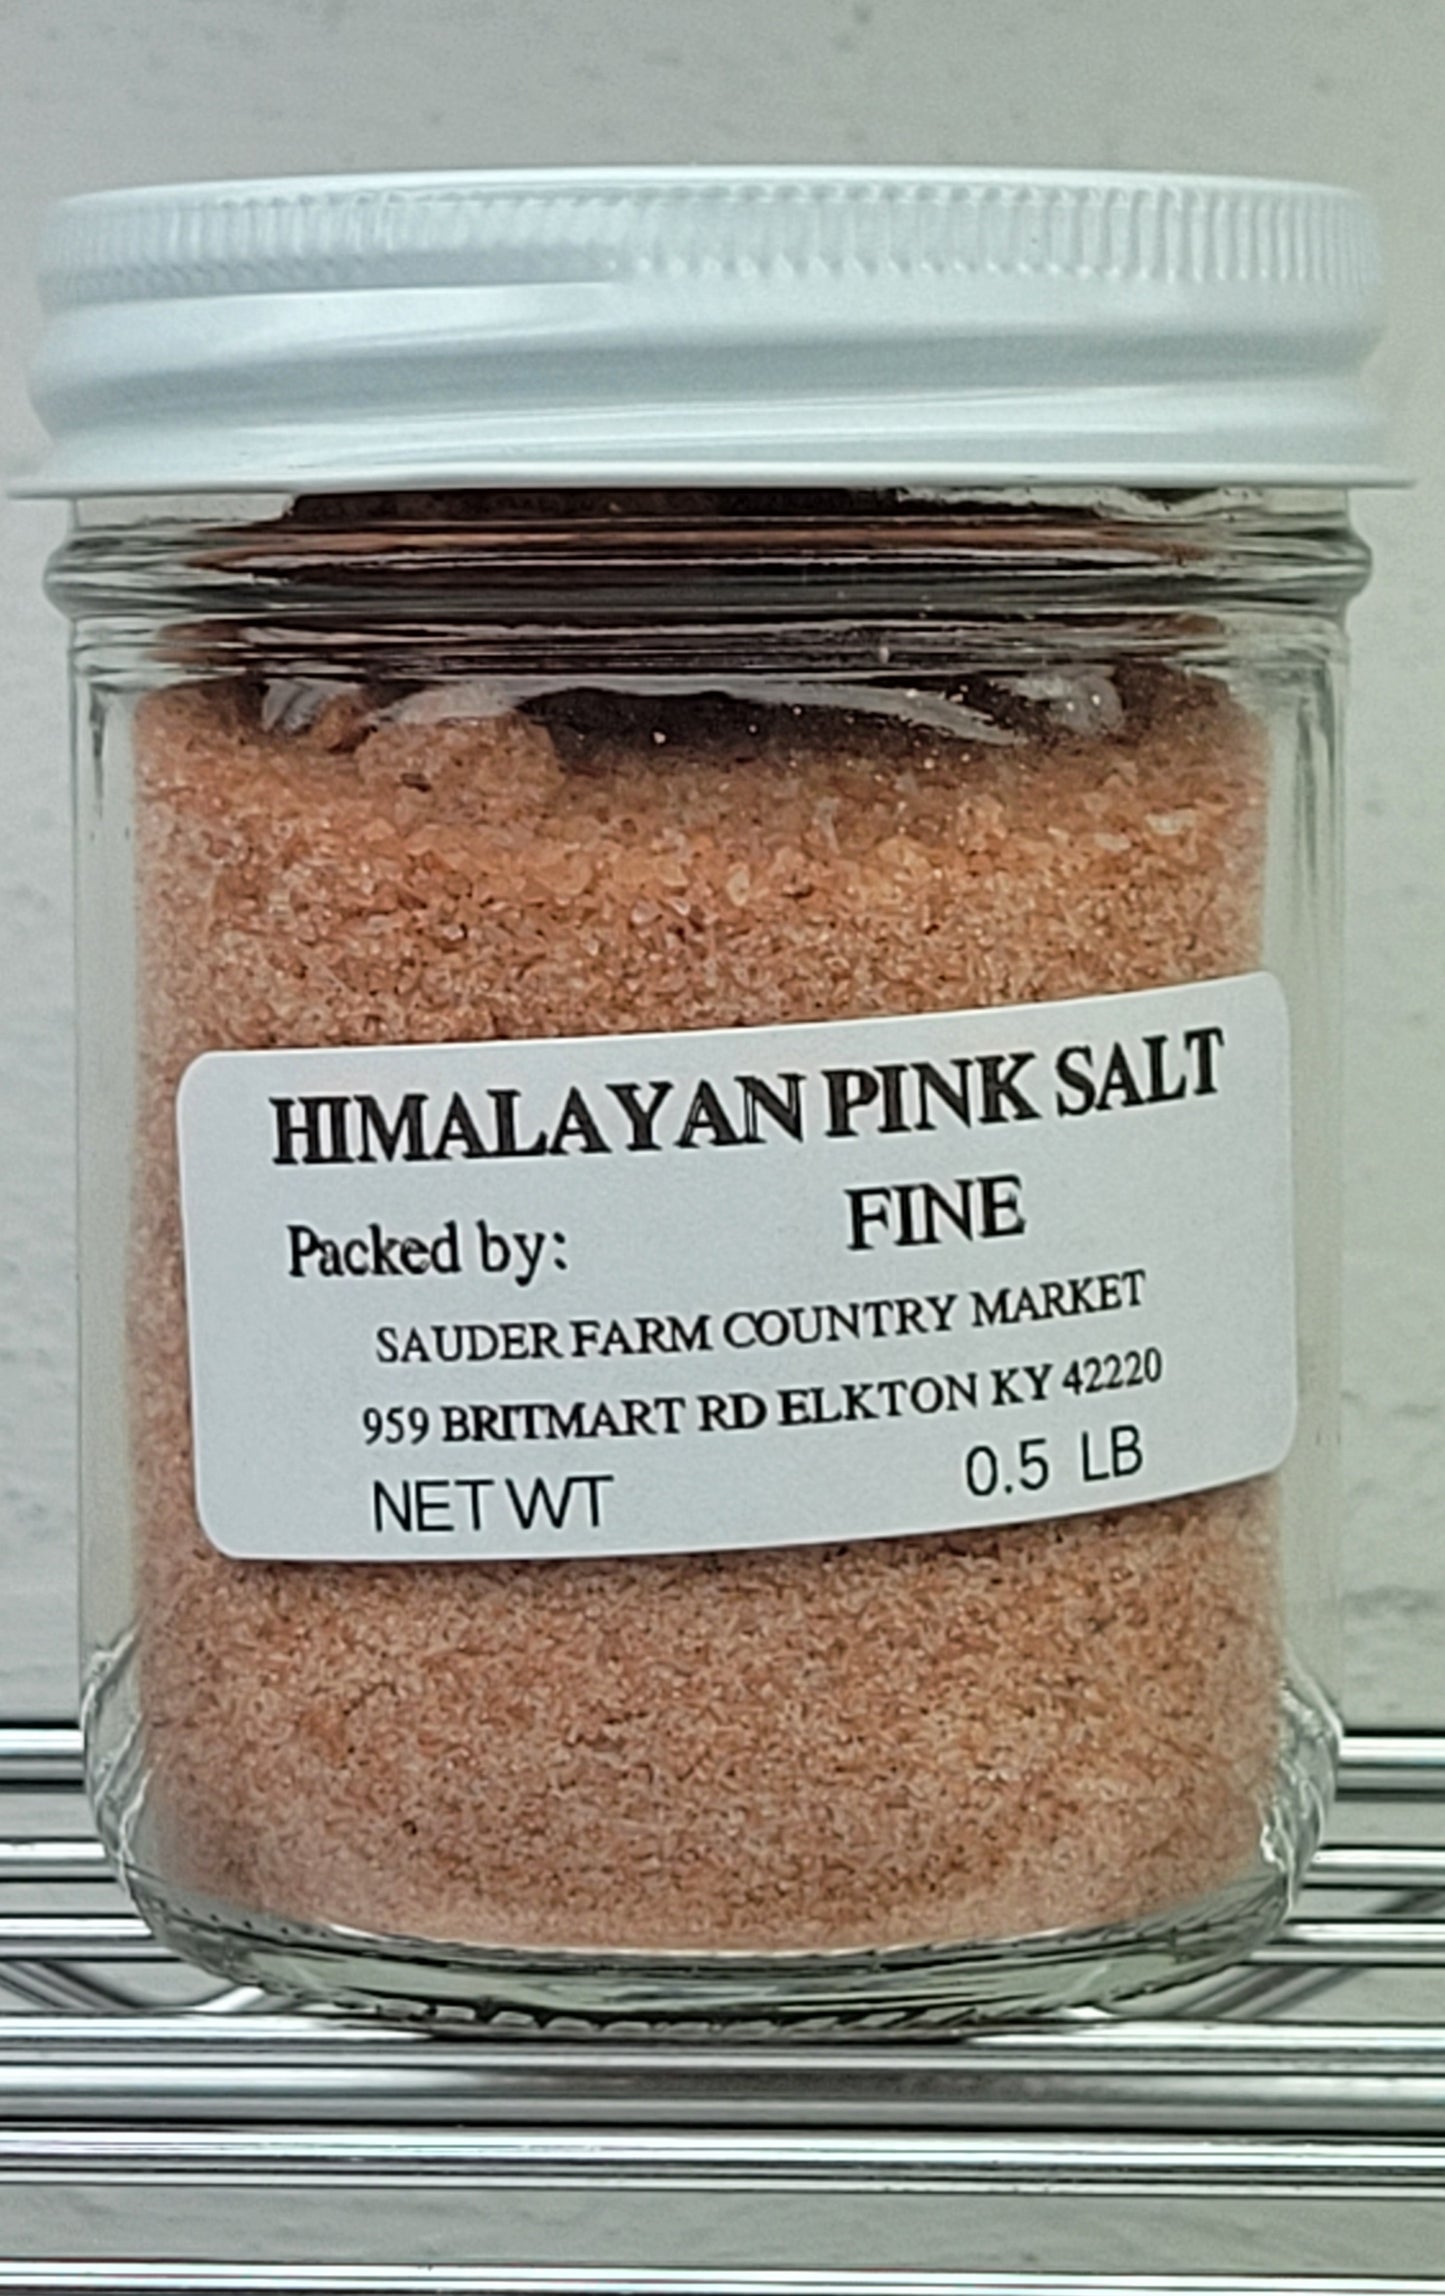 HIMALAYAN PINK SALT
FINE
Packed by:
SAUDER FARM COUNTRY MARKET
959 BRITMART RD ELKTON KY 42220
NET WT 0.5 LB